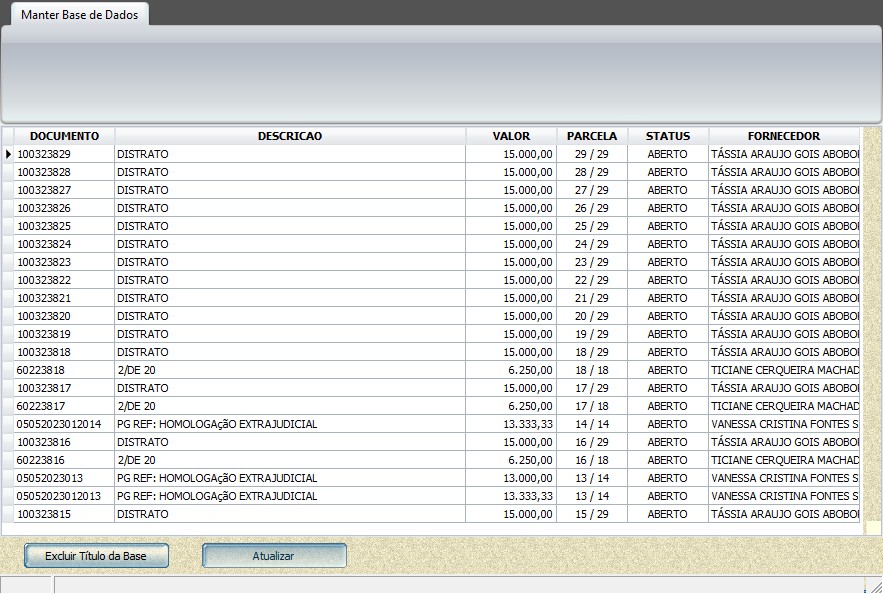 Manter Base de Dados
DOCUMENTO DESCRICAO VALOR PARCELA STATUS FORNECEDOR
100323829 DISTRATO 15.000,00 29 / 29 ABERTO TÁSSIA ARAUJO GOIS ABOBO
100323828 DISTRATO 15.000,00 28 / 29 ABERTO TÁSSIA ARAUJO GOIS ABOBO
100323827 DISTRATO 15.000,00 27 / 29 ABERTO TÁSSIA ARAUJO GOIS ABOBO
100323826 DISTRATO 15.000,00 26 / 29 ABERTO TÁSSIA ARAUJO GOIS ABOBO
100323825 DISTRATO 15.000,00 25 / 29 ABERTO TÁSSIA ARAUJO GOIS ABOBO
100323824 DISTRATO 15.000,00 24 / 29 ABERTO TÁSSIA ARAUJO GOIS ABOBO
100323823 DISTRATO 15.000,00 23 / 29 ABERTO TÁSSIA ARAUJO GOIS ABOBO
100323822 DISTRATO 15.000,00 22 / 29 ABERTO TÁSSIA ARAUJO GOIS ABOBO
100323821 DISTRATO 15.000,00 21 / 29 ABERTO TÁSSIA ARAUJO GOIS ABOBO
100323820 DISTRATO 15.000,00 20 / 29 ABERTO TÁSSIA ARAUJO GOIS ABOBO
100323819 DISTRATO 15.000,00 19 / 29 ABERTO TÁSSIA ARAUJO GOIS ABOBO
100323818 DISTRATO 15.000,00 18 / 29 ABERTO TÁSSIA ARAUJO GOIS ABOBO
60223818 2/DE 20 6.250,00 18 / 18 ABERTO TICIANE CERQUEIRA MACHAD
100323817 DISTRATO 15.000,00 17 / 29 ABERTO TÁSSIA ARAUJO GOIS ABOBO
60223817 2/DE 20 6.250,00 17 / 18 ABERTO TICIANE CERQUEIRA MACHAD
05052023012014 PG REF: HOMOLOGAçãO EXTRAJUDICIAL 13.333,33 14 / 14 ABERTO VANESSA CRISTINA FONTES S
100323816 DISTRATO 15.000,00 16 / 29 ABERTO TÁSSIA ARAUJO GOIS ABOBO
60223816 2/DE 20 6.250,00 16 / 18 ABERTO TICIANE CERQUEIRA MACHAD
05052023013 PG REF: HOMOLOGAçãO EXTRAJUDICIAL 13.000,00 13 / 14 ABERTO VANESSA CRISTINA FONTES S
05052023012013 PG REF: HOMOLOGAçãO EXTRAJUDICIAL 13.333,33 13 / 14 ABERTO VANESSA CRISTINA FONTES S
100323815 DISTRATO 15.000,00 15 / 29 ABERTO TÁSSIA ARAUJO GOIS ABOBO
Excluir Título da Base Atualizar